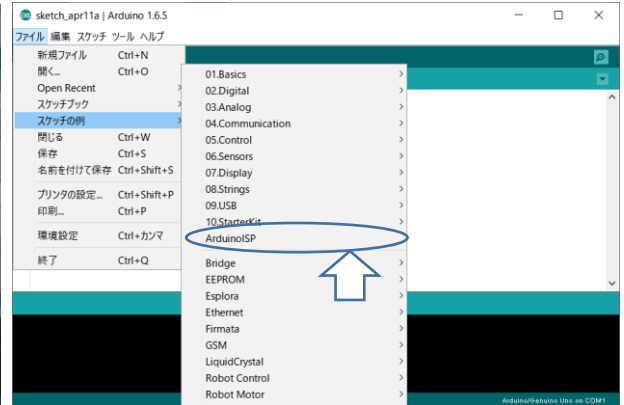 sketch_apr11a | Arduino 1.6.5
ファイル 編集 スケッチ ツール ヘルプ
新規ファイル Ctrl+N
開く... Ctrl+O
Open Recent
スケッチブック
スケッチの例
閉じる Ctrl+W
保存 Ctrl+S
名前を付けて保存 Ctrl+Shift+S
プリンタの設定... Ctrl+Shift+P
印刷... Ctrl+P
環境設定 Ctrl+カンマ
終了 Ctrl+Q
01.Basics
02.Digital
03.Analog
04.Communication
05.Control
06.Sensors
07.Display
08.Strings
09.USB
10.StarterKit
ArduinoISP
Bridge
EEPROM
Esplora
Ethernet
Firmata
GSM
LiquidCrystal
Robot Control
Robot Motor
Arduino/Genuino Uno on COM1